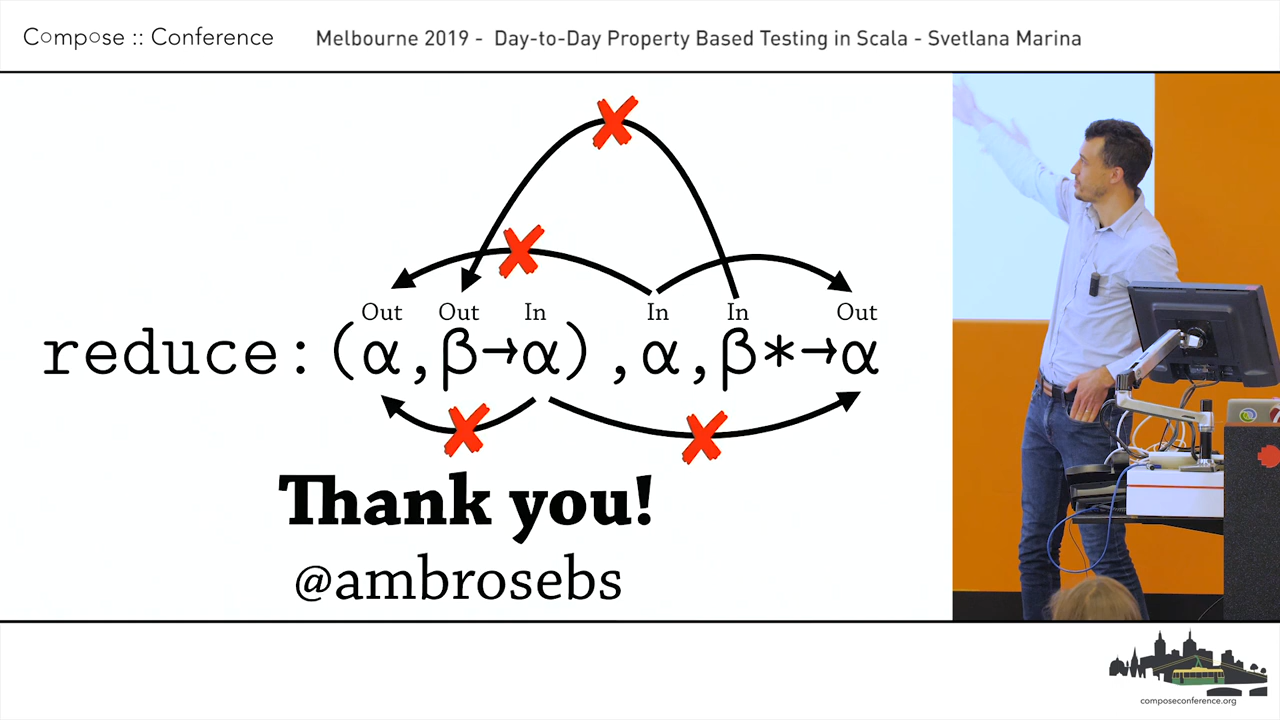 Compose :: Conference
Melbourne 2019 - Day-to-Day Property Based Testing in Scala - Svetlana Marina
Out Out In In In Out
reduce:(α,β→α),α,β*→α
Thank you!
@ambrosebs
composeconference.org